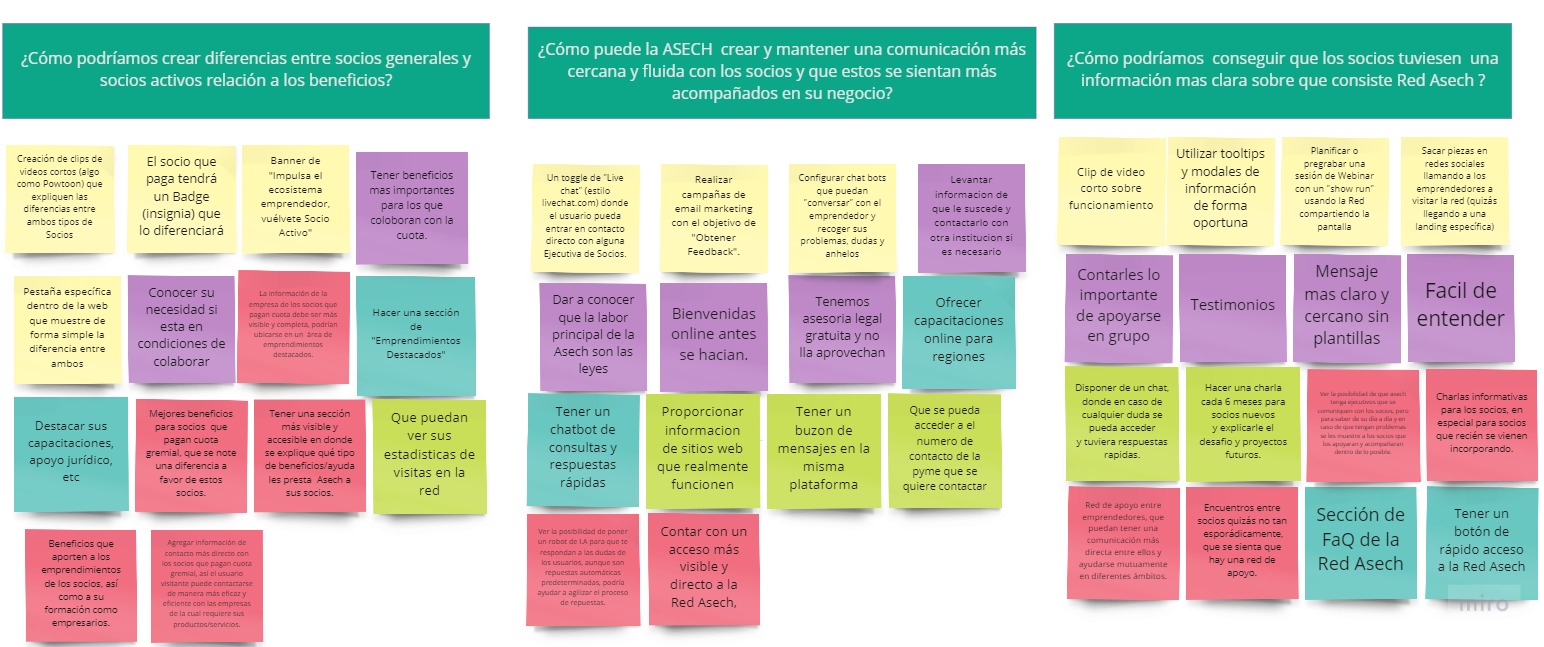 ¿Cómo podríamos crear diferencias entre socios generales y
socios activos relación a los beneficios?
Creación de clips de
videos cortos (algo
como Powtoon) que
expliquen las
diferencias entre
ambos tipos de
Socios
El socio que
paga tendrá
un Badge
(insignia) que
lo diferenciará
Banner de
"Impulsa el
ecosistema
emprendedor,
vuélvete Socio
Activo"
Tener beneficios
mas importantes
para los que
coloboran con la
cuota.
Pestaña específica
dentro de la web
que muestre de
forma simple la
diferencia entre
ambos
Conocer su
necesidad si
esta en
condiciones de
colaborar
La información de la
empresa de los socios que
pagan cuota debe ser más
visible y completa, podrían
ubicarse en un área de
emprendimientos
destacados.
Hacer una sección
de
"Emprendimientos
Destacados"
Destacar sus
capacitaciones,
apoyo jurídico,
etc
Mejores beneficios
para socios que
pagan cuota
gremial, que se note
una diferencia a
favor de estos
socios.
Tener una sección
más visible y
accesible en donde
se explique qué tipo
de beneficios/ayuda
les presta Asech a
sus socios.
Que puedan
ver sus
estadisticas de
visitas en la
red
Beneficios que
aporten a los
emprendimientos
de los socios, así
como a su
formación como
empresarios.
Agregar información de
contacto más directo con
los socios que pagan cuota
gremial, así el usuario
visitante puede contactarse
de manera más eficaz y
eficiente con las empresas
de la cual requiere sus
productos/servicios.
¿Cómo puede la ASECH crear y mantener una comunicación más
cercana y fluida con los socios y que estos se sientan más
acompañados en su negocio?
Un toggle de "Live
chat" (estilo
livechat.com) donde
el usuario pueda
entrar en contacto
directo con alguna
Ejecutiva de Socios.
Realizar
campañas de
email marketing
con el objetivo de
"Obtener
Feedback".
Configurar chat bots
que puedan
"conversar" con el
emprendedor y
recoger sus
problemas, dudas y
anhelos
Levantar
informacion de
que le suscede y
contactarlo con
otra institucion si
es necesario
Dar a conocer
que la labor
principal de la
Asech son las
leyes
Bienvenidas
online antes
se hacian.
Tenemos
asesoria legal
gratuita y no
lla aprovechan
Ofrecer
capacitaciones
online para
regiones
Tener un
chatbot de
consultas y
respuestas
rápidas
Proporcionar
informacion
de sitios web
que realmente
funcionen
Tener un
buzon de
mensajes en la
misma
plataforma
Que se pueda
acceder a el
numero de
contacto de la
pyme que se
quiere contactar
Ver la posibilidad de poner
un robot de I.A para que te
respondan a las dudas de
los usuarios, aunque son
repuestas automáticas
predeterminadas, podría
ayudar a agilizar el proceso
de repuestas.
Contar con un
acceso más
visible y
directo a la
Red Asech,
¿Cómo podríamos conseguir que los socios tuviesen una
información mas clara sobre que consiste Red Asech ?
Clip de video
corto sobre
funcionamiento
Utilizar tooltips
y modales de
información
de forma
oportuna
Planificar o
pregrabar una
sesión de Webinar
con un "show run"
usando la Red
compartiendo la
pantalla
Sacar piezas en
redes sociales
llamando a los
emprendedores a
visitar la red (quizás
llegando a una
landing específica)
Contarles lo
importante
de apoyarse
en grupo
Testimonios
Mensaje
mas claro y
cercano sin
plantillas
Facil de
entender
Disponer de un chat,
donde en caso de
cualquier duda se
pueda acceder
y tuviera respuestas
rapidas.
Hacer una charla
cada 6 meses para
socios nuevos
y explicarle el
desafio y proyectos
futuros.
Ver la posibilidad de que asech
tenga ejecutivos que se
comuniquen con los socios, pero
para saber de su día a día y en
caso de que tengan problemas
se les muestre a los socios que
los apoyaran y acompañaran
dentro de lo posible.
Charlas informativas
para los socios, en
especial para socios
que recién se vienen
incorporando.
Red de apoyo entre
emprendedores, que
puedan tener una
comunicación más
directa entre ellos y
ayudarse mutuamente
en diferentes ámbitos.
Encuentros entre
socios quizás no tan
esporádicamente,
que se sienta que
hay una red de
apoyo.
Sección de
FaQ de la
Red Asech
Tener un
botón de
rápido acceso
a la Red Asech
miro